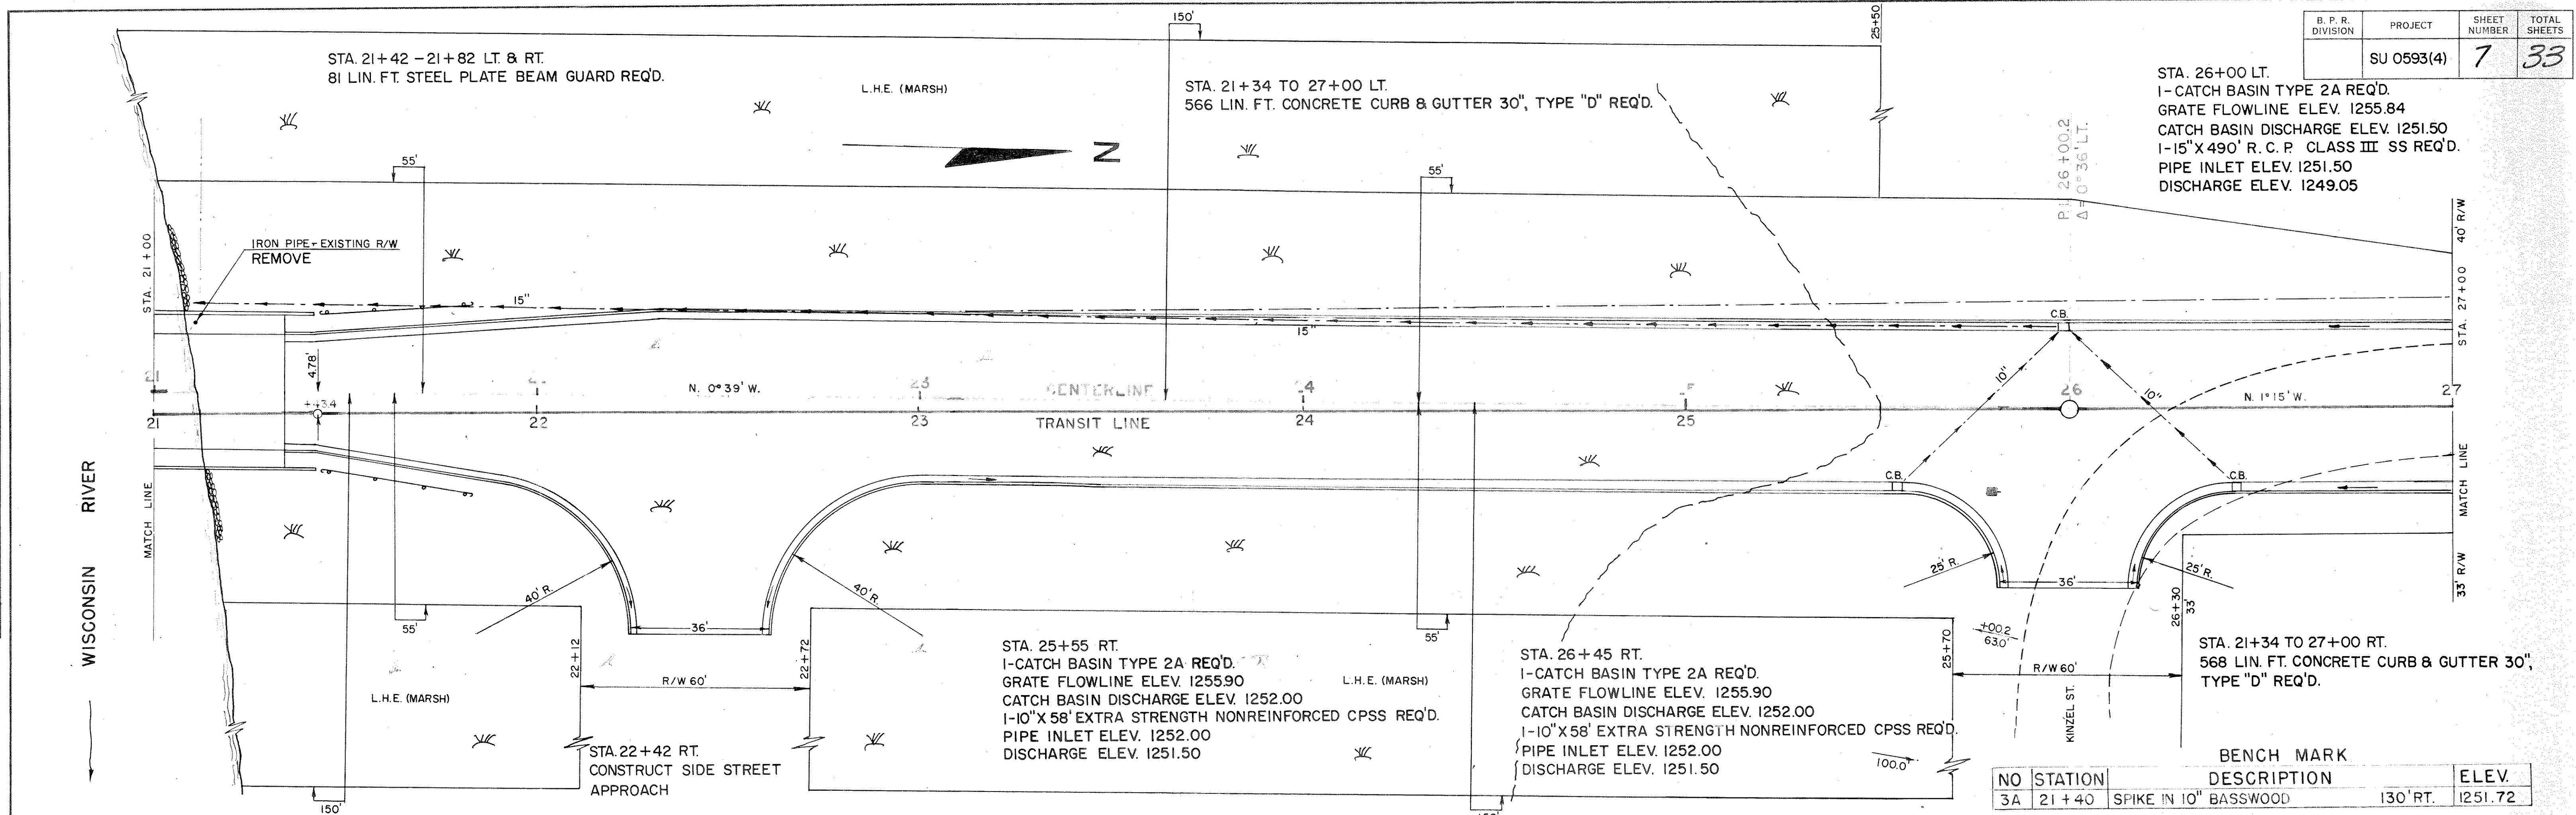 B. P. R. DIVISION
PROJECT
SHEET NUMBER
TOTAL SHEETS
SU 0593(4)
7
33
STA. 21+42 - 21+82 LT. & RT.
81 LIN. FT. STEEL PLATE BEAM GUARD REQ'D.
L.H.E. (MARSH)
150'
STA. 21+34 TO 27+00 LT.
566 LIN. FT. CONCRETE CURB & GUTTER 30", TYPE "D" REQ'D.
25+50
STA. 26+00 LT.
1-CATCH BASIN TYPE 2A REQ'D.
GRATE FLOWLINE ELEV. 1255.84
CATCH BASIN DISCHARGE ELEV. 1251.50
1-15" X 490' R.C.P. CLASS III SS REQ'D.
PIPE INLET ELEV. 1251.50
DISCHARGE ELEV. 1249.05
N
55'
55'
P.I. 26+00.2
Δ=0°36' LT.
40' R/W
STA. 21+00
IRON PIPE - EXISTING R/W
REMOVE
STA. 27+00
15"
15"
C.B.
4.78'
10"
10"
21
N. 0°39' W.
23
CENTERLINE
24
26
N. 1°15' W.
27
+43.4
21
22
23
TRANSIT LINE
24
25
WISCONSIN RIVER
MATCH LINE
MATCH LINE
C.B.
C.B.
40' R.
40' R.
25' R.
25' R.
36'
36'
33' R/W
55'
55'
22+12
22+72
R/W 60'
25+70
26+30
33'
+00.2
63.0'
R/W 60'
KINZEL ST.
L.H.E. (MARSH)
STA. 22+42 RT.
CONSTRUCT SIDE STREET
APPROACH
STA. 25+55 RT.
1-CATCH BASIN TYPE 2A REQ'D.
GRATE FLOWLINE ELEV. 1255.90
CATCH BASIN DISCHARGE ELEV. 1252.00
1-10" X 58' EXTRA STRENGTH NONREINFORCED CPSS REQ'D.
PIPE INLET ELEV. 1252.00
DISCHARGE ELEV. 1251.50
L.H.E. (MARSH)
STA. 26+45 RT.
1-CATCH BASIN TYPE 2A REQ'D.
GRATE FLOWLINE ELEV. 1255.90
CATCH BASIN DISCHARGE ELEV. 1252.00
1-10" X 58' EXTRA STRENGTH NONREINFORCED CPSS REQ'D.
PIPE INLET ELEV. 1252.00
DISCHARGE ELEV. 1251.50
100.0'
STA. 21+34 TO 27+00 RT.
568 LIN. FT. CONCRETE CURB & GUTTER 30",
TYPE "D" REQ'D.
150'
BENCH MARK
NO STATION DESCRIPTION ELEV.
3A 21+40 SPIKE IN 10" BASSWOOD 130' RT. 1251.72